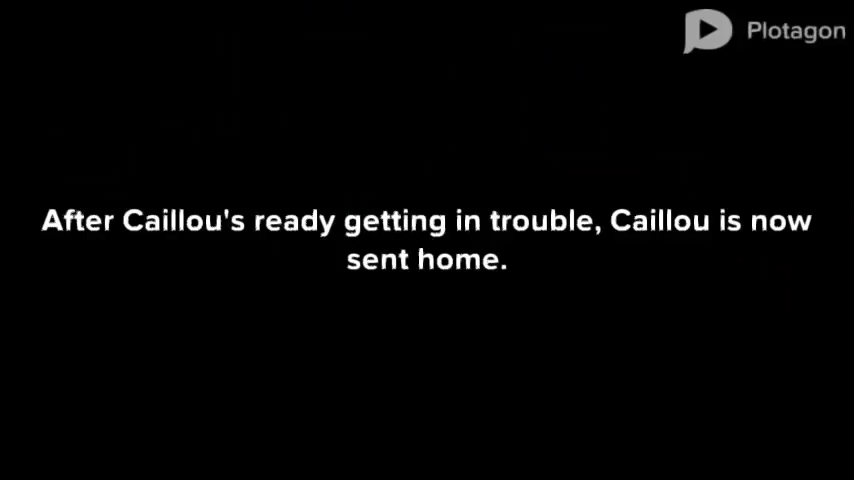 Plotagon
After Caillou's ready getting in trouble, Caillou is now
sent home.